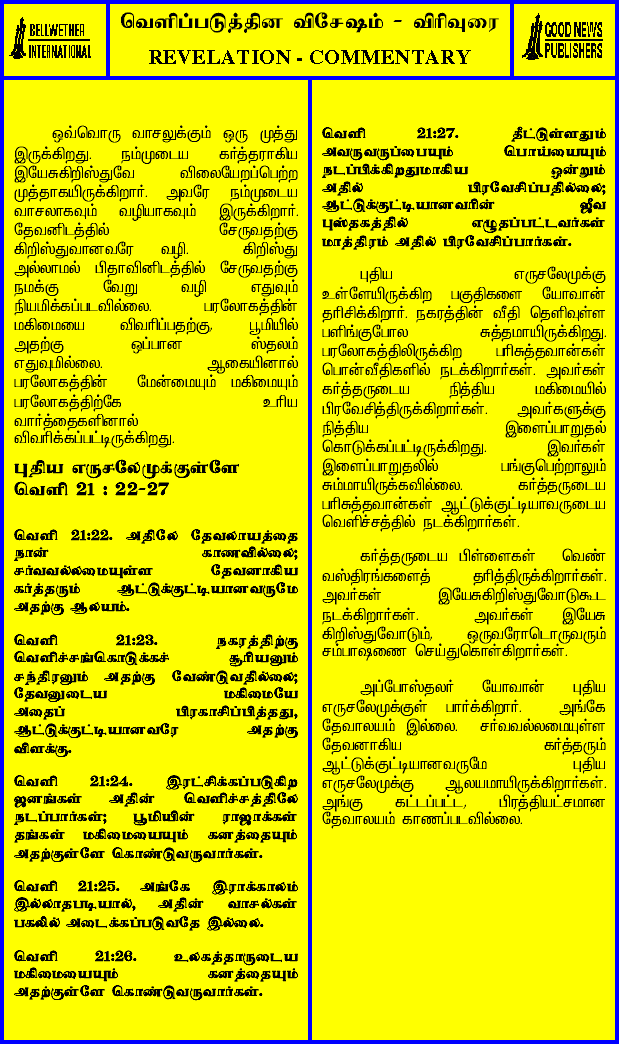 BELLWETHER
INTERNATIONAL
வெளிப்படுத்தின விசேஷம் - விரிவுரை
REVELATION - COMMENTARY
GOOD NEWS
PUBLISHERS
ஒவ்வொரு வாசலுக்கும் ஒரு முத்து
இருக்கிறது. நம்முடைய கர்த்தராகிய
இயேசுகிறிஸ்துவே விலையேறப்பெற்ற
முத்தாகயிருக்கிறார். அவரே நம்முடைய
வாசலாகவும் வழியாகவும் இருக்கிறார்.
தேவனிடத்தில் சேருவதற்கு
கிறிஸ்துவானவரே வழி. கிறிஸ்து
அல்லாமல் பிதாவினிடத்தில் சேருவதற்கு
நமக்கு வேறு வழி எதுவும்
நியமிக்கப்படவில்லை. பரலோகத்தின்
மகிமையை விவரிப்பதற்கு, பூமியில்
அதற்கு ஒப்பான ஸ்தலம்
எதுவுமில்லை. ஆகையினால்
பரலோகத்தின் மேன்மையும் மகிமையும்
பரலோகத்திற்கே உரிய
வார்த்தைகளினால்
விவரிக்கப்பட்டிருக்கிறது.
புதிய எருசலேமுக்குள்ளே
வெளி 21 : 22-27
வெளி 21:22. அதிலே தேவாலயத்தை
நான் காணவில்லை;
சர்வவல்லமையுள்ள தேவனாகிய
கர்த்தரும் ஆட்டுக்குட்டியானவருமே
அதற்கு ஆலயம்.
வெளி 21:23. நகரத்திற்கு
வெளிச்சங்கொடுக்கச் சூரியனும்
சந்திரனும் அதற்கு வேண்டுவதில்லை;
தேவனுடைய மகிமையே
அதைப் பிரகாசிப்பித்தது,
ஆட்டுக்குட்டியானவரே அதற்கு
விளக்கு.
வெளி 21:24. இரட்சிக்கப்படுகிற
ஜனங்கள் அதின் வெளிச்சத்திலே
நடப்பார்கள்; பூமியின் ராஜாக்கள்
தங்கள் மகிமையையும் கனத்தையும்
அதற்குள்ளே கொண்டுவருவார்கள்.
வெளி 21:25. அங்கே இராக்காலம்
இல்லாதபடியால், அதின் வாசல்கள்
பகலில் அடைக்கப்படுவதே இல்லை.
வெளி 21:26. உலகத்தாருடைய
மகிமையையும் கனத்தையும்
அதற்குள்ளே கொண்டுவருவார்கள்.
வெளி 21:27. தீட்டுள்ளதும்
அவருவருப்பையும் பொய்யையும்
நடப்பிக்கிறதுமாகிய ஒன்றும்
அதில் பிரவேசிப்பதில்லை;
ஆட்டுக்குட்டியானவரின் ஜீவ
புஸ்தகத்தில் எழுதப்பட்டவர்கள்
மாத்திரம் அதில் பிரவேசிப்பார்கள்.
புதிய எருசலேமுக்கு
உள்ளேயிருக்கிற பகுதிகளை யோவான்
தரிசிக்கிறார். நகரத்தின் வீதி தெளிவுள்ள
பளிங்குபோல சுத்தமாயிருக்கிறது.
பரலோகத்திலிருக்கிற பரிசுத்தவான்கள்
பொன்வீதிகளில் நடக்கிறார்கள். அவர்கள்
கர்த்தருடைய நித்திய மகிமையில்
பிரவேசித்திருக்கிறார்கள். அவர்களுக்கு
நித்திய இளைப்பாறுதல்
கொடுக்கப்பட்டிருக்கிறது. இவர்கள்
இளைப்பாறுதலில் பங்குபெற்றாலும்
சும்மாயிருக்கவில்லை. கர்த்தருடைய
பரிசுத்தவான்கள் ஆட்டுக்குட்டியாவருடைய
வெளிச்சத்தில் நடக்கிறார்கள்.
கர்த்தருடைய பிள்ளைகள் வெண்
வஸ்திரங்களைத் தரித்திருக்கிறார்கள்.
அவர்கள் இயேசுகிறிஸ்துவோடுகூட
நடக்கிறார்கள். அவர்கள் இயேசு
கிறிஸ்துவோடும், ஒருவரோடொருவரும்
சம்பாஷணை செய்துகொள்கிறார்கள்.
அப்போஸ்தலர் யோவான் புதிய
எருசலேமுக்குள் பார்க்கிறார். அங்கே
தேவாலயம் இல்லை. சர்வவல்லமையுள்ள
தேவனாகிய கர்த்தரும்
ஆட்டுக்குட்டியானவருமே புதிய
எருசலேமுக்கு ஆலயமாயிருக்கிறார்கள்.
அங்கு கட்டப்பட்ட, பிரத்தியட்சமான
தேவாலயம் காணப்படவில்லை.